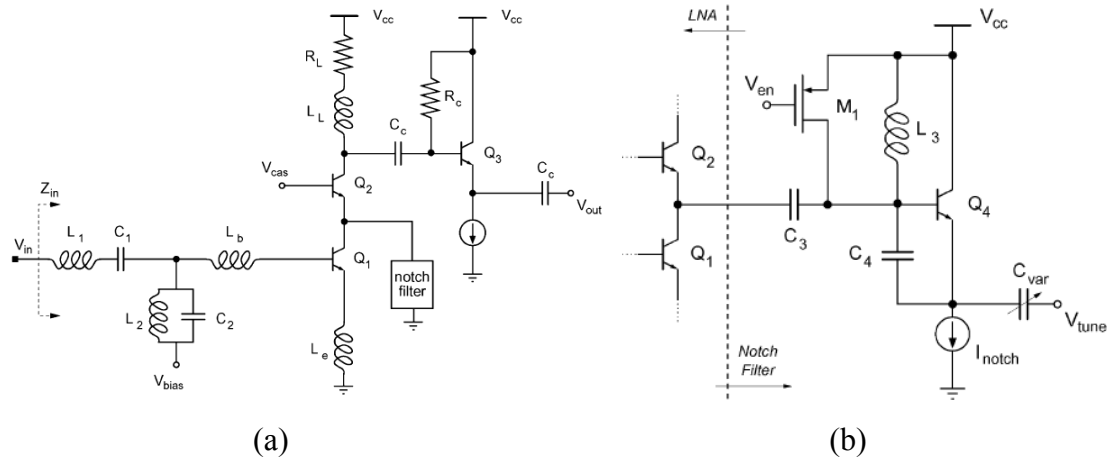 V_cc
R_L
L_L
V_cc
R_c
C_c
Q_3
V_cas
Q_2
C_c
V_out
Z_in
V_in
L_1
C_1
L_b
Q_1
notch
filter
L_2
C_2
L_e
V_bias
(a)
LNA
V_cc
V_en
M_1
L_3
Q_2
Q_4
C_3
Q_1
C_4
C_var
V_tune
I_notch
Notch
Filter
(b)